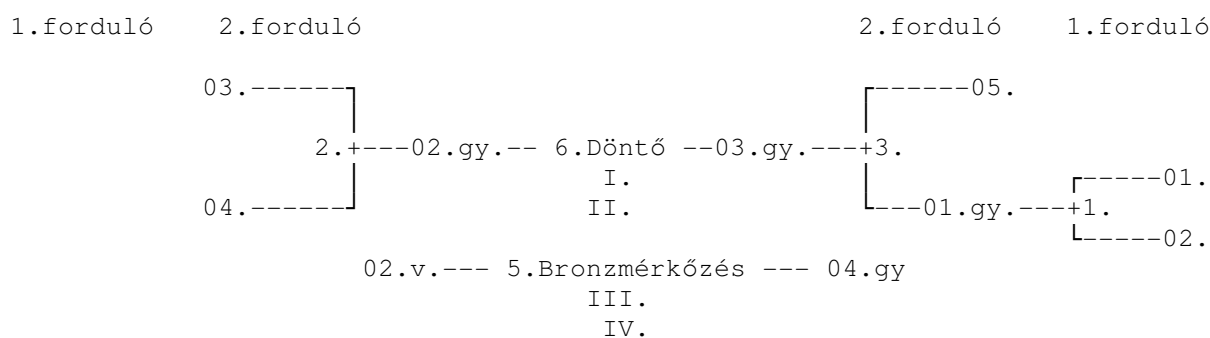 1.forduló 2.forduló 2.forduló 1.forduló
03.------┐ ┌------05.
2.+---02.gy.-- 6.Döntő --03.gy.---+3.
I. ┌-----01.
04.------┘ II. └---01.gy.---+1.
└-----02.
02.v.--- 5.Bronzmérkőzés --- 04.gy
III.
IV.